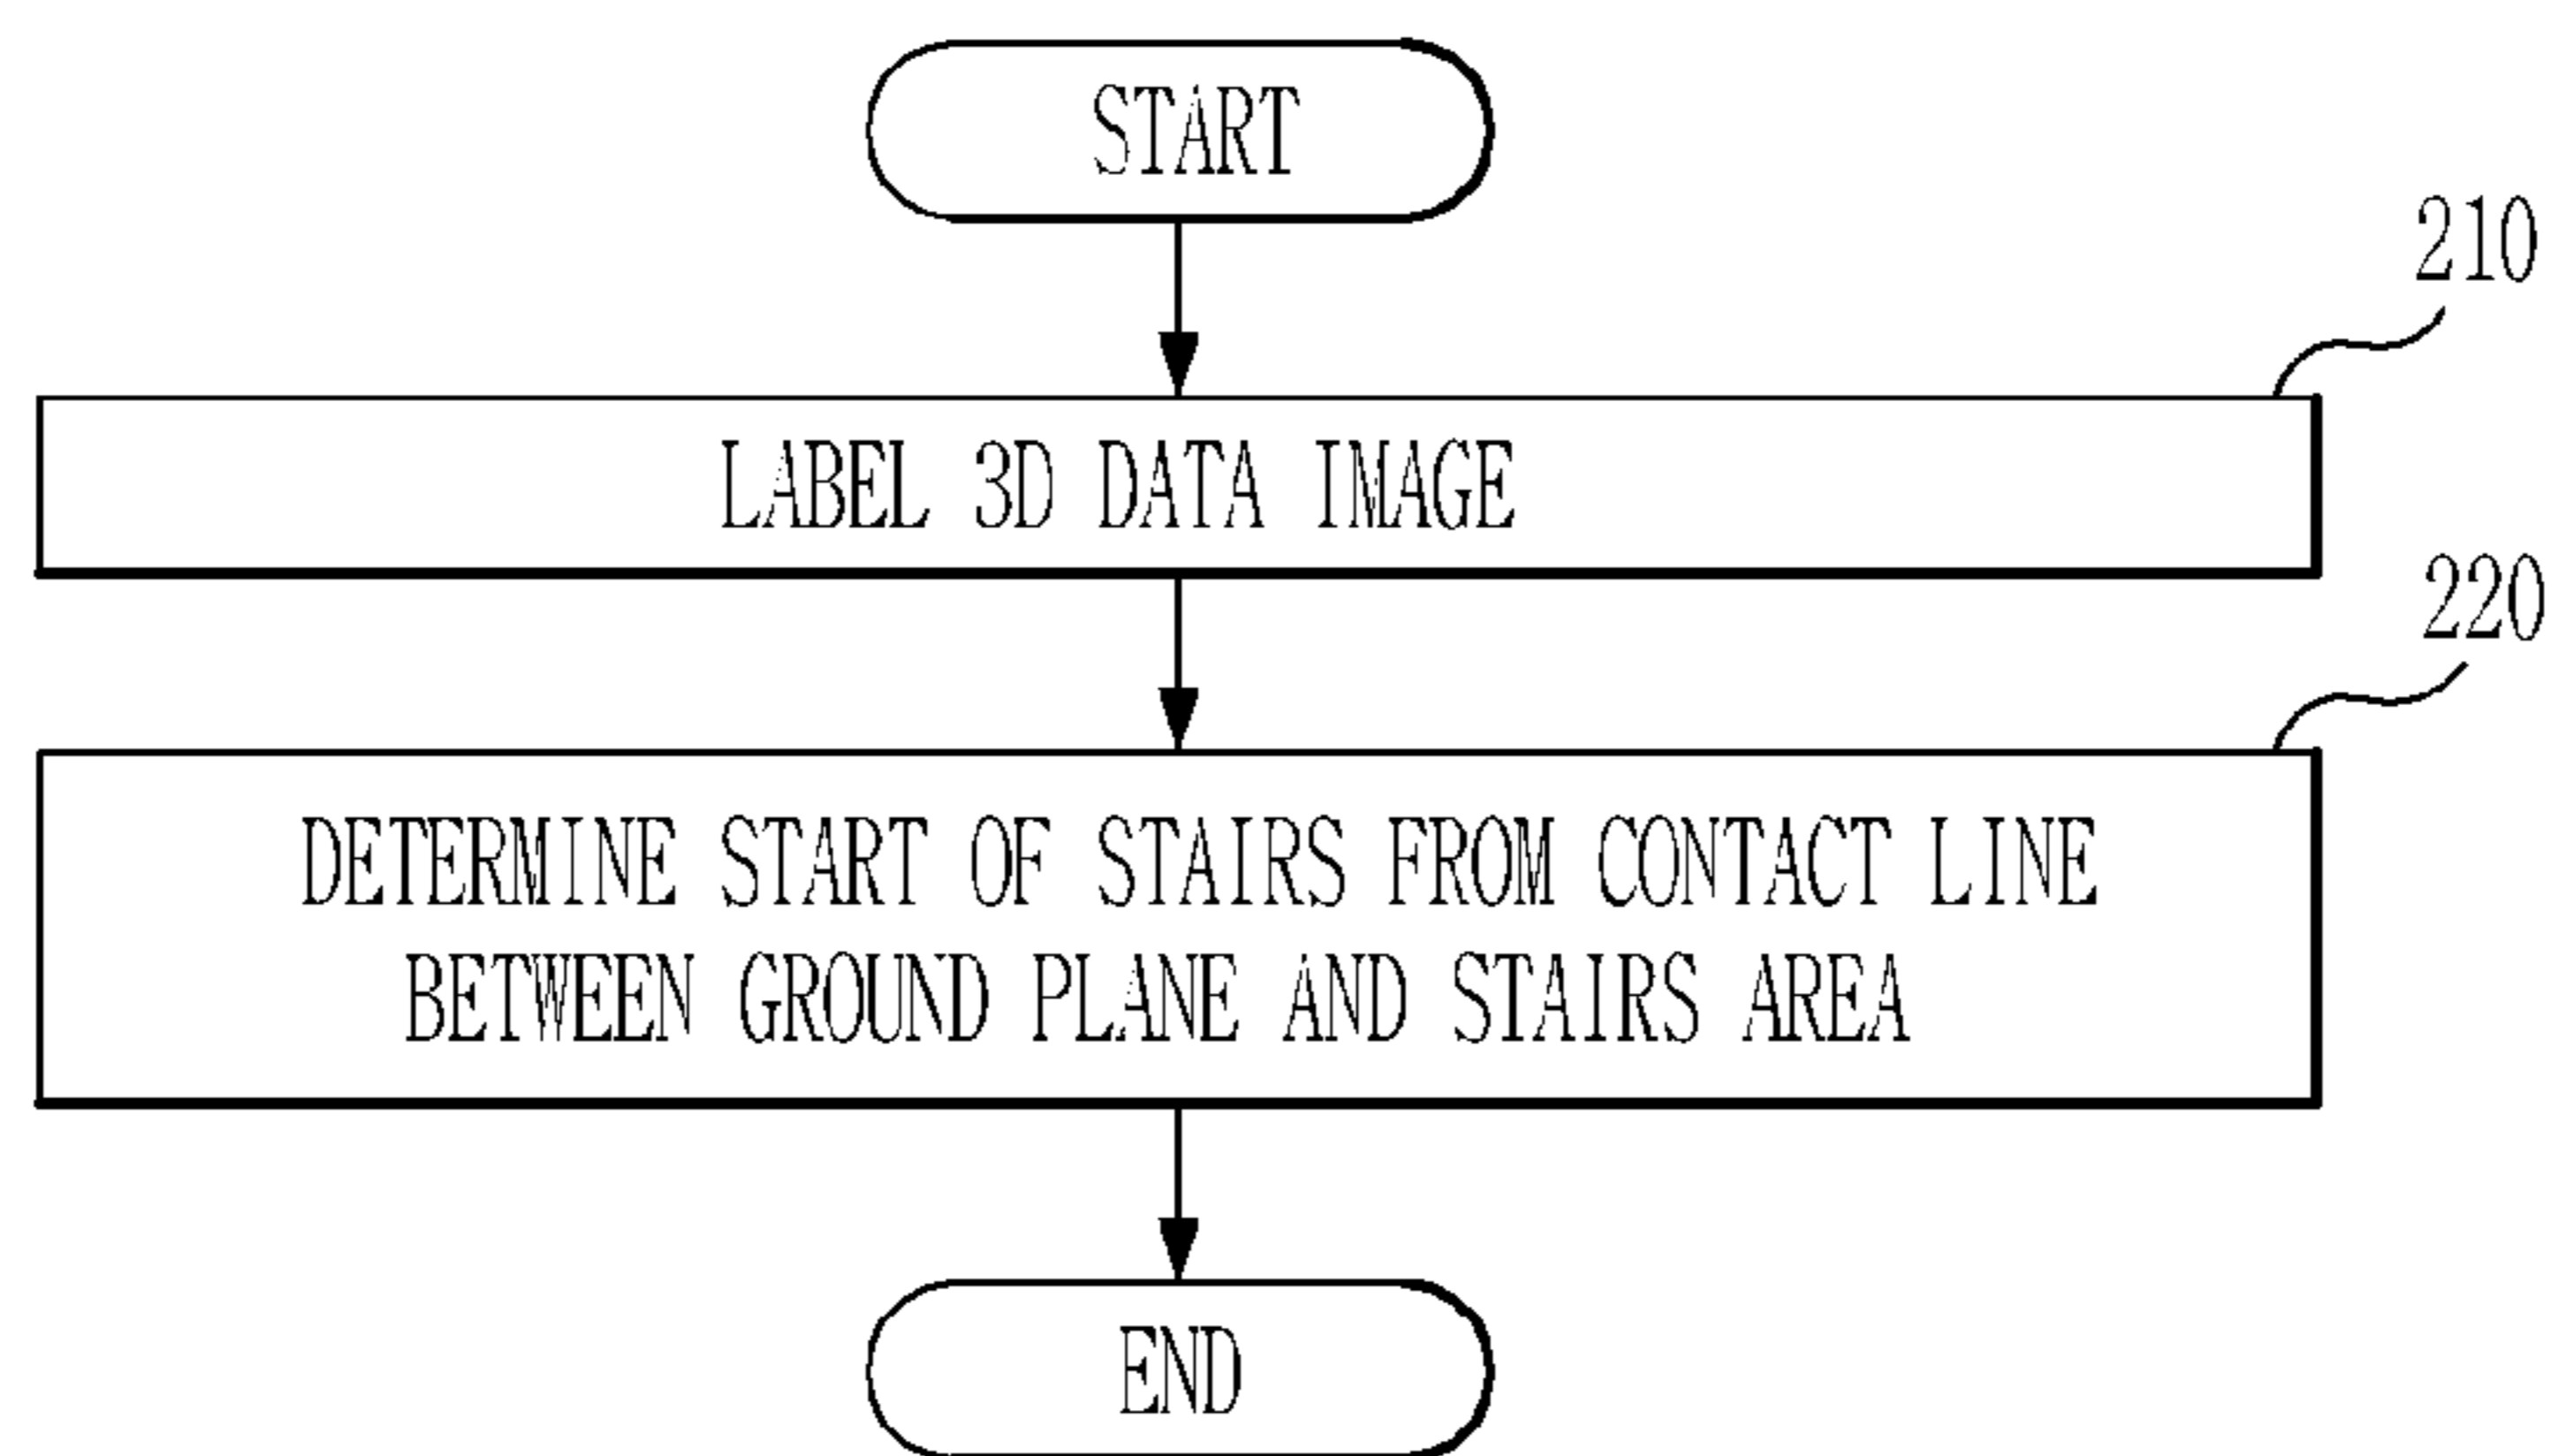 START
210
LABEL 3D DATA IMAGE
220
DETERMINE START OF STAIRS FROM CONTACT LINE
BETWEEN GROUND PLANE AND STAIRS AREA
END